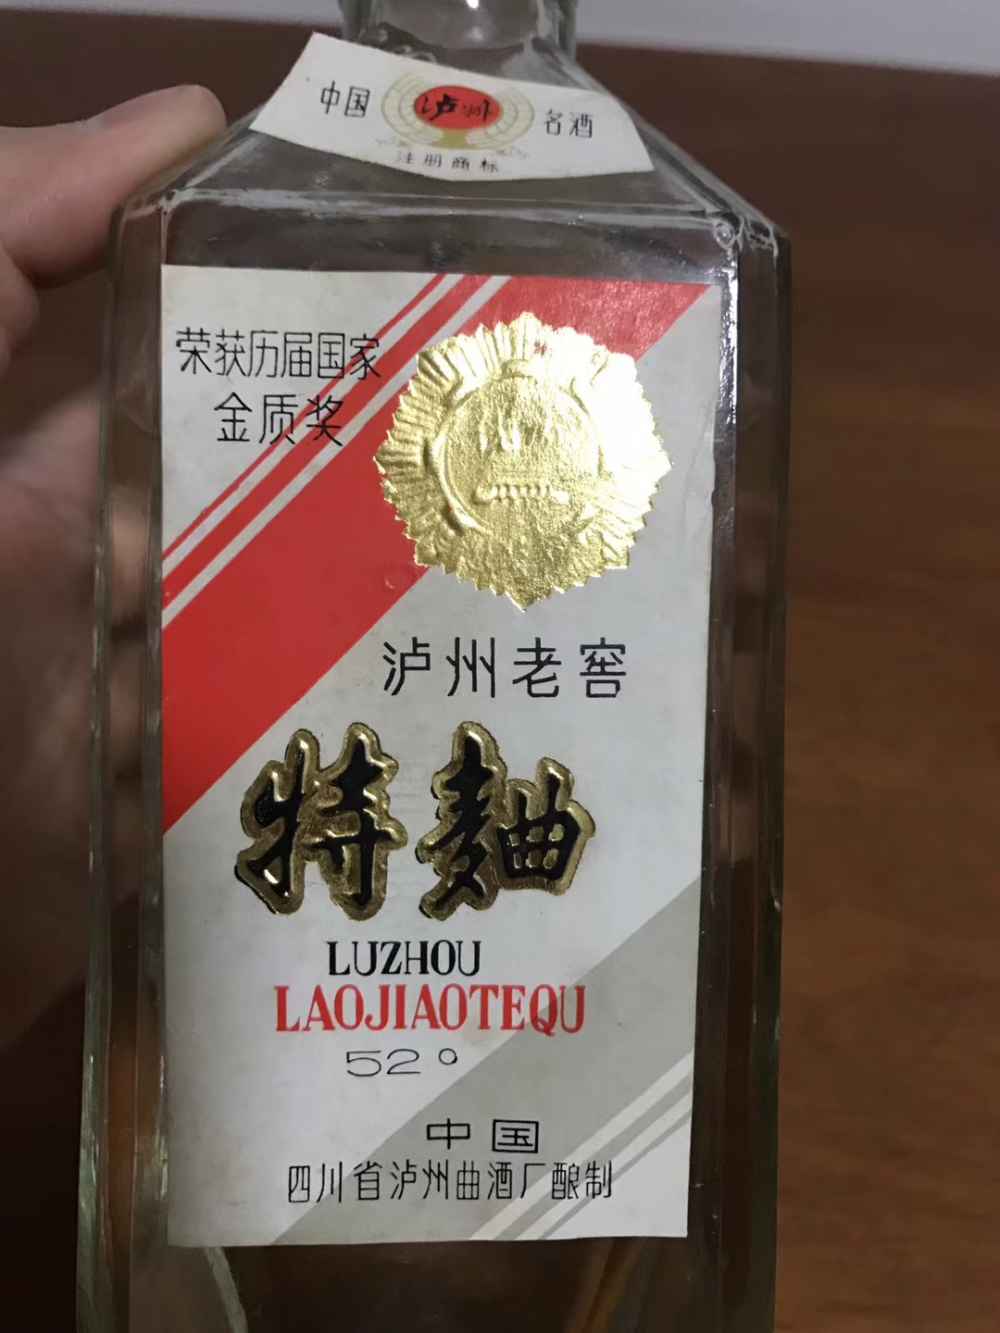 中国 泸州 名酒
注册商标
荣获历届国家
金质奖
泸州老窖
特麯
LUZHOU
LAOJIAOTEQU
52°
中国
四川省泸州曲酒厂酿制